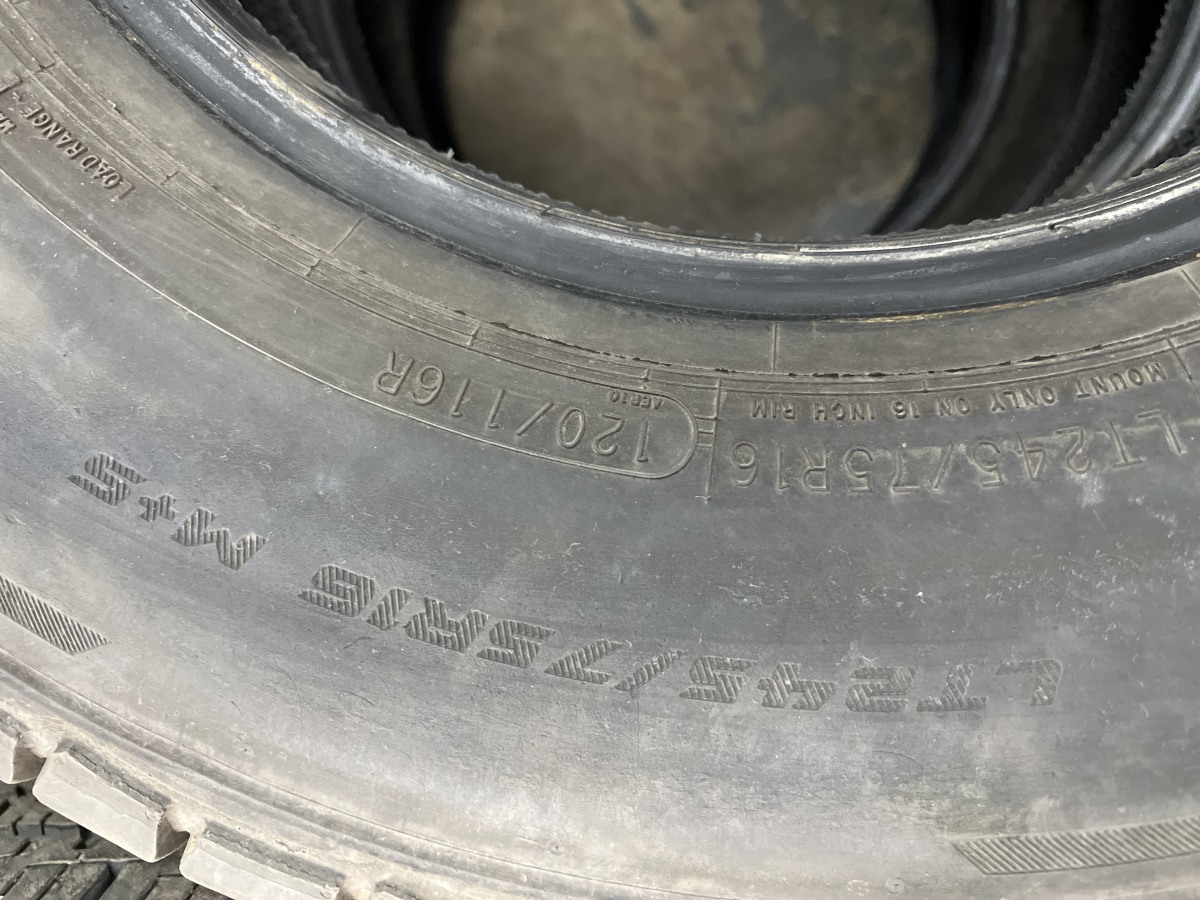 LT245/75R16 M+S
LT245/75R16 120/116R
MOUNT ONLY ON 16 INCH RIM
LOAD RANGE